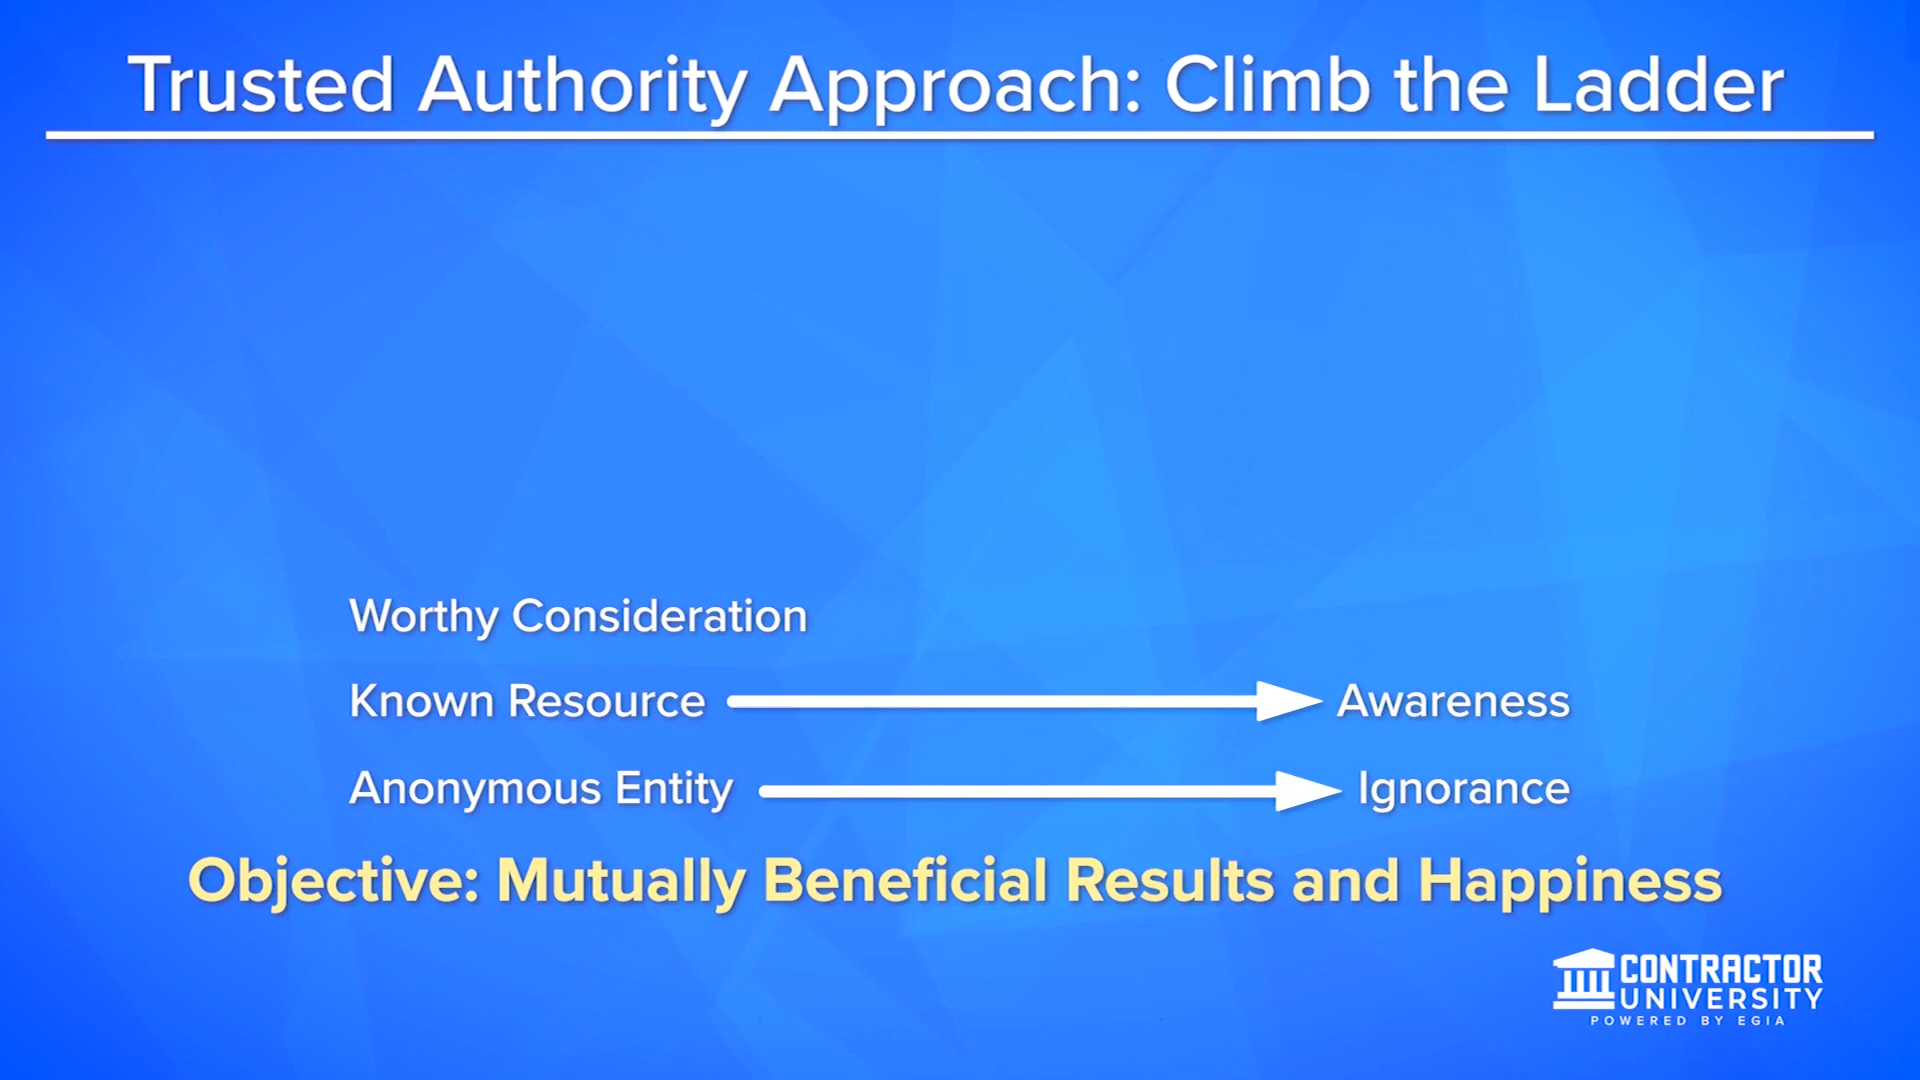 Trusted Authority Approach: Climb the Ladder
Worthy Consideration
Known Resource Awareness
Anonymous Entity Ignorance
Objective: Mutually Beneficial Results and Happiness
CONTRACTOR
UNIVERSITY
POWERED BY EGIA